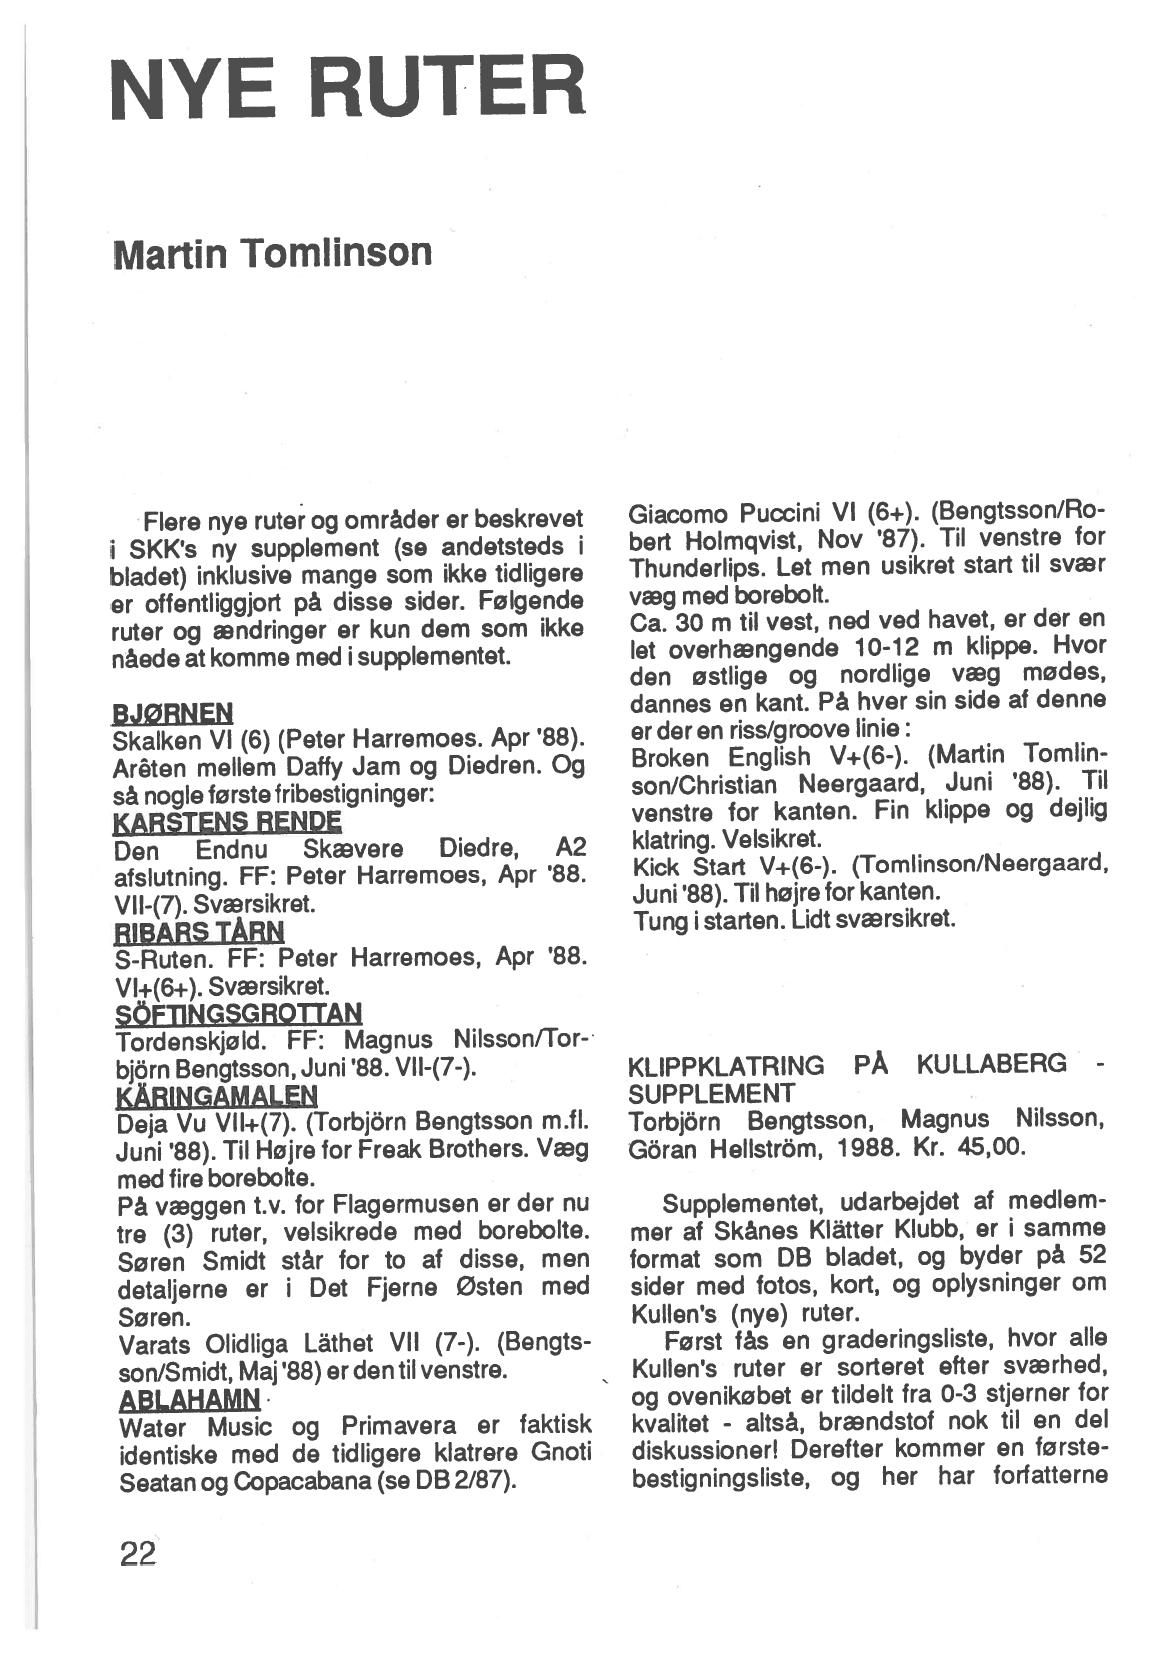 NYE RUTER
Martin Tomlinson
Flere nye ruter og områder er beskrevet
i SKK's ny supplement (se andetsteds i
bladet) inklusive mange som ikke tidligere
er offentliggjort på disse sider. Følgende
ruter og ændringer er kun dem som ikke
nåede at komme med i supplementet.
BJØRNEN
Skalken VI (6) (Peter Harremoes. Apr '88).
Arêten mellem Daffy Jam og Diedren. Og
så nogle første fribestigninger:
KARSTENS RENDE
Den Endnu Skævere Diedre, A2
afslutning. FF: Peter Harremoes, Apr '88.
VII-(7). Sværsikret.
RIBARS TÅRN
S-Ruten. FF: Peter Harremoes, Apr '88.
VI+(6+). Sværsikret.
SÖFTINGSGROTTAN
Tordenskjøld. FF: Magnus Nilsson/Tor-
björn Bengtsson, Juni '88. VII-(7-).
KÄRINGAMALEN
Deja Vu VII+(7). (Torbjörn Bengtsson m.fl.
Juni '88). Til Højre for Freak Brothers. Væg
med fire borebolte.
På væggen t.v. for Flagermusen er der nu
tre (3) ruter, velsikrede med borebolte.
Søren Smidt står for to af disse, men
detaljerne er i Det Fjerne Østen med
Søren.
Varats Olidliga Läthet VII (7-). (Bengts-
son/Smidt, Maj '88) er den til venstre.
ABLAHAMN
Water Music og Primavera er faktisk
identiske med de tidligere klatrere Gnoti
Seatan og Copacabana (se DB 2/87).
22
Giacomo Puccini VI (6+). (Bengtsson/Ro-
bert Holmqvist, Nov '87). Til venstre for
Thunderlips. Let men usikret start til svær
væg med borebolt.
Ca. 30 m til vest, ned ved havet, er der en
let overhængende 10-12 m klippe. Hvor
den østlige og nordlige væg mødes,
dannes en kant. På hver sin side af denne
er der en riss/groove linie :
Broken English V+(6-). (Martin Tomlin-
son/Christian Neergaard, Juni '88). Til
venstre for kanten. Fin klippe og dejlig
klatring. Velsikret.
Kick Start V+(6-). (Tomlinson/Neergaard,
Juni '88). Til højre for kanten.
Tung i starten. Lidt sværsikret.
KLIPPKLATRING PÅ KULLABERG -
SUPPLEMENT
Torbjörn Bengtsson, Magnus Nilsson,
Göran Hellström, 1988. Kr. 45,00.
Supplementet, udarbejdet af medlem-
mer af Skånes Klätter Klubb, er i samme
format som DB bladet, og byder på 52
sider med fotos, kort, og oplysninger om
Kullen's (nye) ruter.
Først fås en graderingsliste, hvor alle
Kullen's ruter er sorteret efter sværhed,
og ovenikøbet er tildelt fra 0-3 stjerner for
kvalitet - altså, brændstof nok til en del
diskussioner! Derefter kommer en første-
bestigningsliste, og her har forfatterne